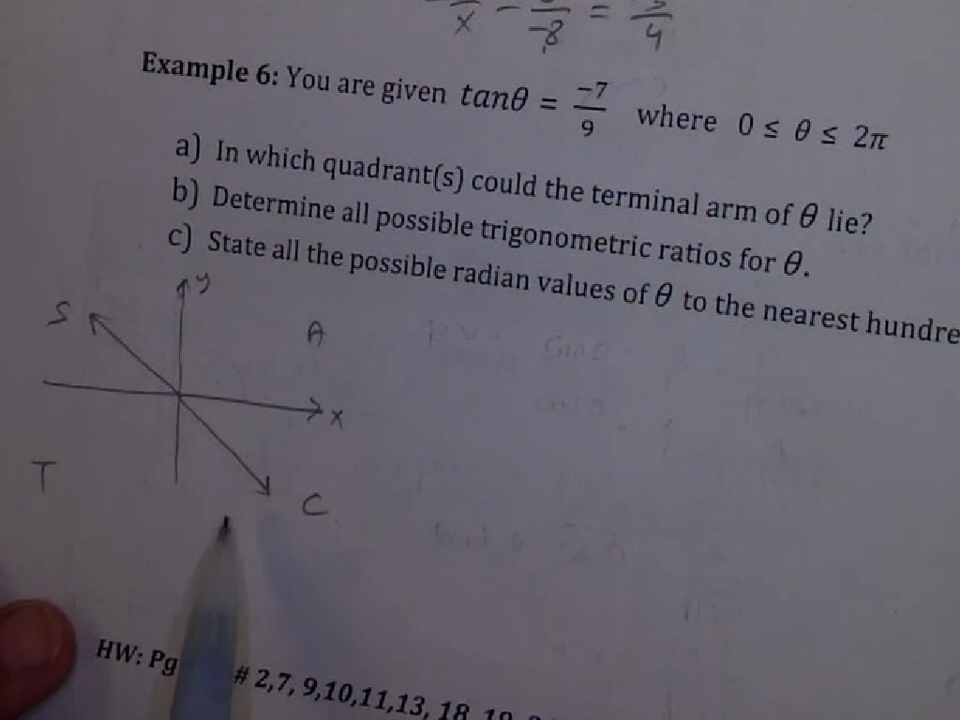 x - -8 = 4
Example 6: You are given tanθ = -7/9 where 0 ≤ θ ≤ 2π
a) In which quadrant(s) could the terminal arm of θ lie?
b) Determine all possible trigonometric ratios for θ.
c) State all the possible radian values of θ to the nearest
y
S
A
x
T
C
HW: Pg # 2,7, 9,10,11,13, 18,